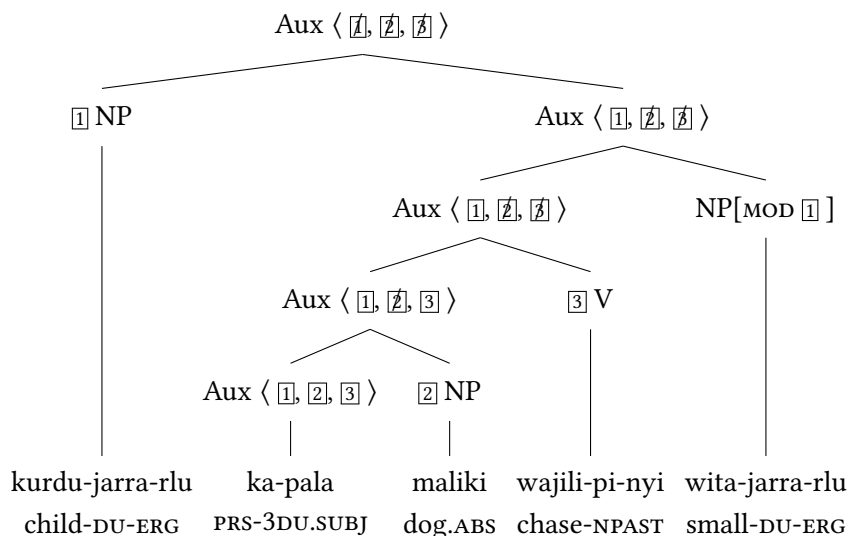 Aux ⟨ 1̸, 2̸, 3̸ ⟩
1 NP Aux ⟨ 1, 2̸, 3̸ ⟩
Aux ⟨ 1, 2̸, 3̸ ⟩ NP[MOD 1 ]
Aux ⟨ 1, 2̸, 3 ⟩ 3 V
Aux ⟨ 1, 2, 3 ⟩ 2 NP
kurdu-jarra-rlu ka-pala maliki wajili-pi-nyi wita-jarra-rlu
child-DU-ERG PRS-3DU.SUBJ dog.ABS chase-NPAST small-DU-ERG